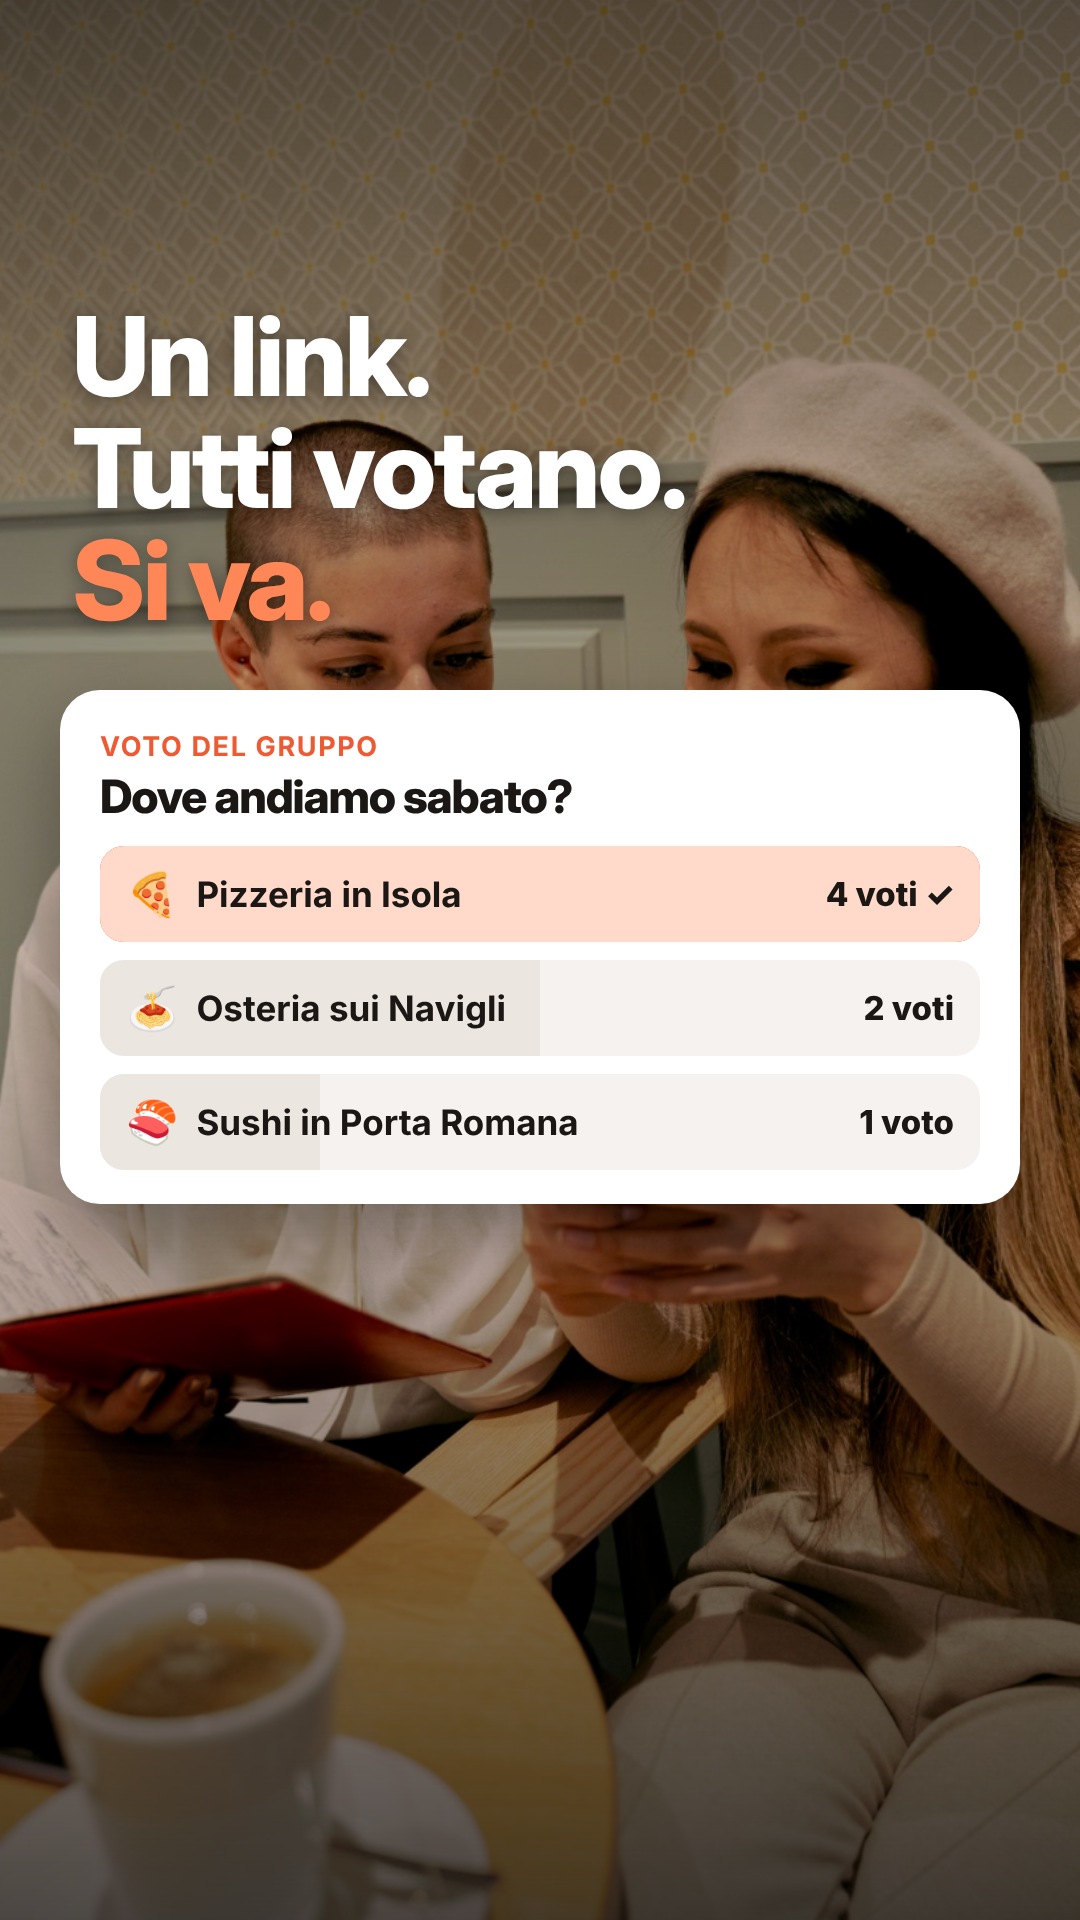 Un link.
Tutti votano.
Si va.
VOTO DEL GRUPPO
Dove andiamo sabato?
🍕 Pizzeria in Isola 4 voti ✓
🍝 Osteria sui Navigli 2 voti
🍣 Sushi in Porta Romana 1 voto